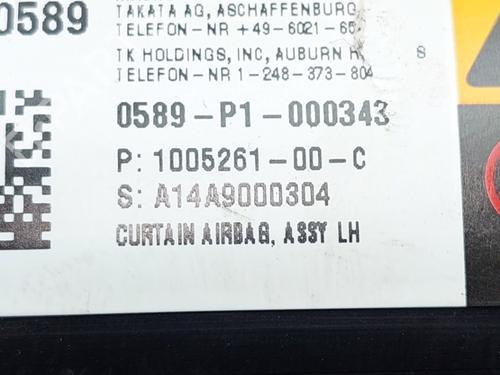 0589
TAKATA AG, ASCHAFFENBURG
TELEFON-NR +49-6021-65
TK HOLDINGS, INC, AUBURN H S
TELEFON-NR 1-248-373-804
0589-P1-000343
P: 1005261-00-C
S: A14A9000304
CURTAIN AIRBAG, ASSY LH